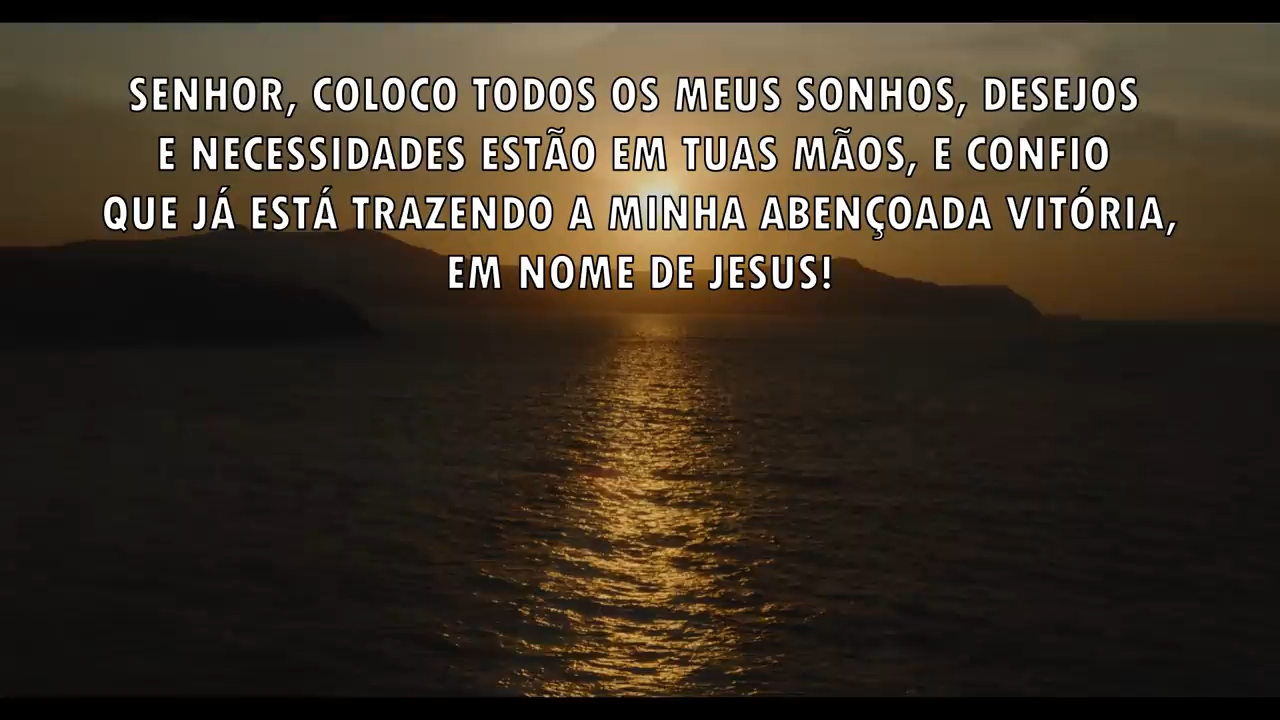 SENHOR, COLOCO TODOS OS MEUS SONHOS, DESEJOS
E NECESSIDADES ESTÃO EM TUAS MÃOS, E CONFIO
QUE JÁ ESTÁ TRAZENDO A MINHA ABENÇOADA VITÓRIA,
EM NOME DE JESUS!